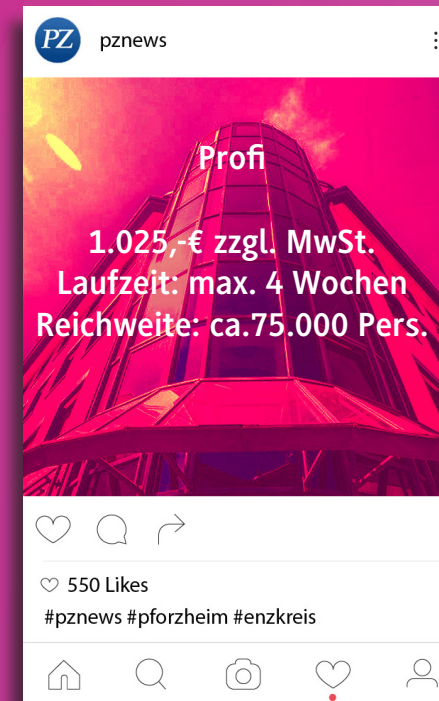 PZ
pznews
Profi
1.025,-€ zzgl. MwSt.
Laufzeit: max. 4 Wochen
Reichweite: ca.75.000 Pers.
550 Likes
#pznews #pforzheim #enzkreis